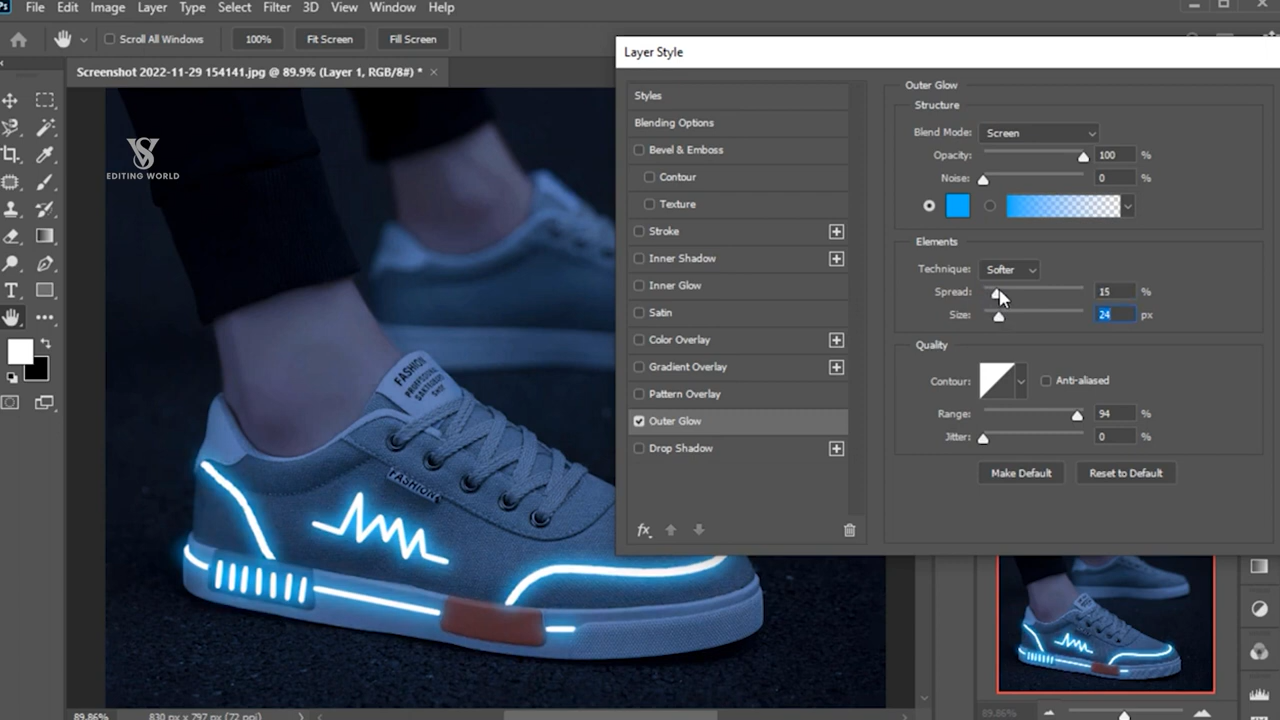 Ps File Edit Image Layer Type Select Filter 3D View Window Help
Scroll All Windows 100% Fit Screen Fill Screen
Screenshot 2022-11-29 154141.jpg @ 89.9% (Layer 1, RGB/8#) * ×
VS
EDITING WORLD
FASHION
FASHION
Layer Style
Styles
Blending Options
Bevel & Emboss
Contour
Texture
Stroke
Inner Shadow
Inner Glow
Satin
Color Overlay
Gradient Overlay
Pattern Overlay
Outer Glow
Drop Shadow
fx
Outer Glow
Structure
Blend Mode: Screen
Opacity: 100 %
Noise: 0 %
Elements
Technique: Softer
Spread: 15 %
Size: 24 px
Quality
Contour: Anti-aliased
Range: 94 %
Jitter: 0 %
Make Default Reset to Default
89.86% 830 px x 797 px (72 ppi)
89.86%